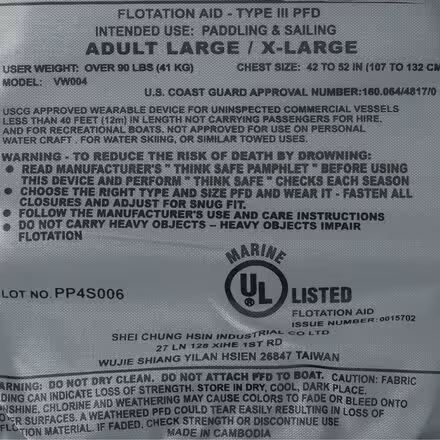 FLOTATION AID - TYPE III PFD
INTENDED USE: PADDLING & SAILING
ADULT LARGE / X-LARGE
USER WEIGHT: OVER 90 LBS (41 KG) CHEST SIZE: 42 TO 52 IN (107 TO 132 CM
MODEL: VW004
U.S. COAST GUARD APPROVAL NUMBER:160.064/4817/0
USCG APPROVED WEARABLE DEVICE FOR UNINSPECTED COMMERCIAL VESSELS
LESS THAN 40 FEET (12m) IN LENGTH NOT CARRYING PASSENGERS FOR HIRE.
AND FOR RECREATIONAL BOATS. NOT APPROVED FOR USE ON PERSONAL
WATER CRAFT . FOR WATER SKIING, OR SIMILAR TOWED USES.
WARNING - TO REDUCE THE RISK OF DEATH BY DROWNING:
● READ MANUFACTURER'S " THINK SAFE PAMPHLET " BEFORE USING
THIS DEVICE AND PERFORM " THINK SAFE " CHECKS EACH SEASON
● CHOOSE THE RIGHT TYPE AND SIZE PFD AND WEAR IT - FASTEN ALL
CLOSURES AND ADJUST FOR SNUG FIT.
● FOLLOW THE MANUFACTURER'S USE AND CARE INSTRUCTIONS
● DO NOT CARRY HEAVY OBJECTS – HEAVY OBJECTS IMPAIR
FLOTATION
MARINE
UL LISTED
LOT NO. PP4S006
FLOTATION AID
ISSUE NUMBER: 0015702
SHEI CHUNG HSIN INDUSTRIAL CO LTD
27 LN 128 XIHE 1ST RD
WUJIE SHIANG YILAN HSIEN 26847 TAIWAN
ARNING: DO NOT DRY CLEAN. DO NOT ATTACH PFD TO BOAT. CAUTION: FABRIC
DING CAN INDICATE LOSS OF STRENGTH. STORE IN DRY, COOL, DARK PLACE.
NSHINE, CHLORINE AND WEATHERING MAY CAUSE COLORS TO FADE OR BLEED ONTO
ER SURFACES. A WEATHERED PFD COULD TEAR EASILY RESULTING IN LOSS OF
OTATION MATERIAL. IF FADED, CHECK STRENGTH OR DISCONTINUE USE
MADE IN CAMBODIA